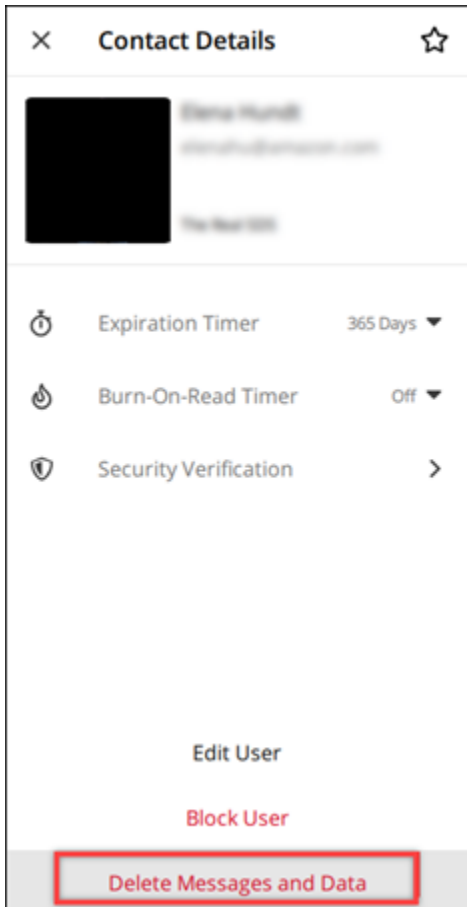 Contact Details
Expiration Timer 365 Days
Burn-On-Read Timer Off
Security Verification
Edit User
Block User
Delete Messages and Data